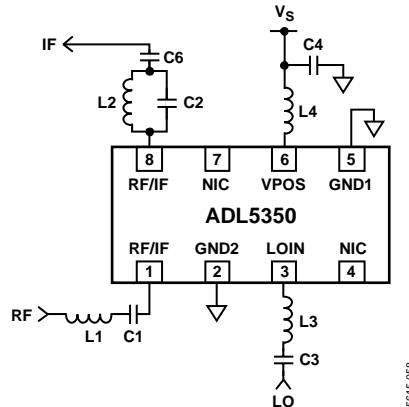 VS
IF
C6
C4
L2
C2
L4
8 7 6 5
RF/IF NIC VPOS GND1
ADL5350
RF/IF GND2 LOIN NIC
1 2 3 4
RF
L1
C1
L3
C3
LO